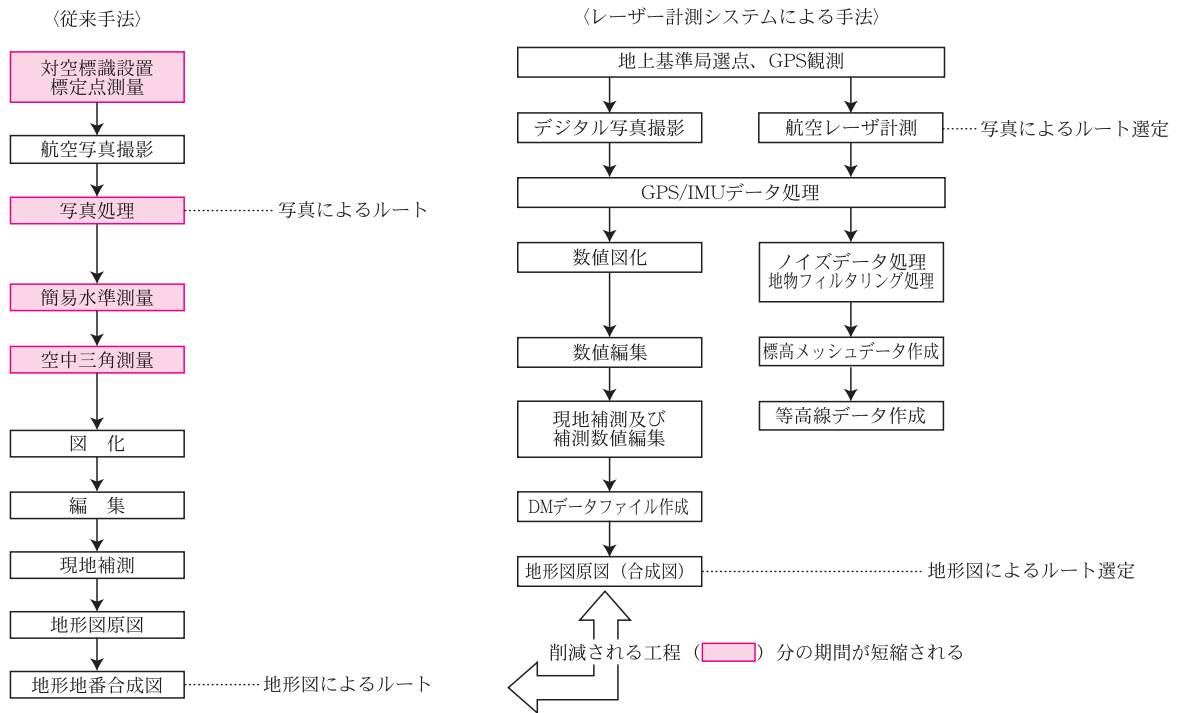 〈従来手法〉
対空標識設置
標定点測量
航空写真撮影
写真処理
写真によるルート
簡易水準測量
空中三角測量
図　化
編　集
現地補測
地形図原図
地形地番合成図
地形図によるルート
〈レーザー計測システムによる手法〉
地上基準局選点、GPS観測
デジタル写真撮影
航空レーザ計測
写真によるルート選定
GPS/IMUデータ処理
数値図化
ノイズデータ処理
地物フィルタリング処理
数値編集
標高メッシュデータ作成
現地補測及び
補測数値編集
等高線データ作成
DMデータファイル作成
地形図原図（合成図）
地形図によるルート選定
削減される工程（　　）分の期間が短縮される